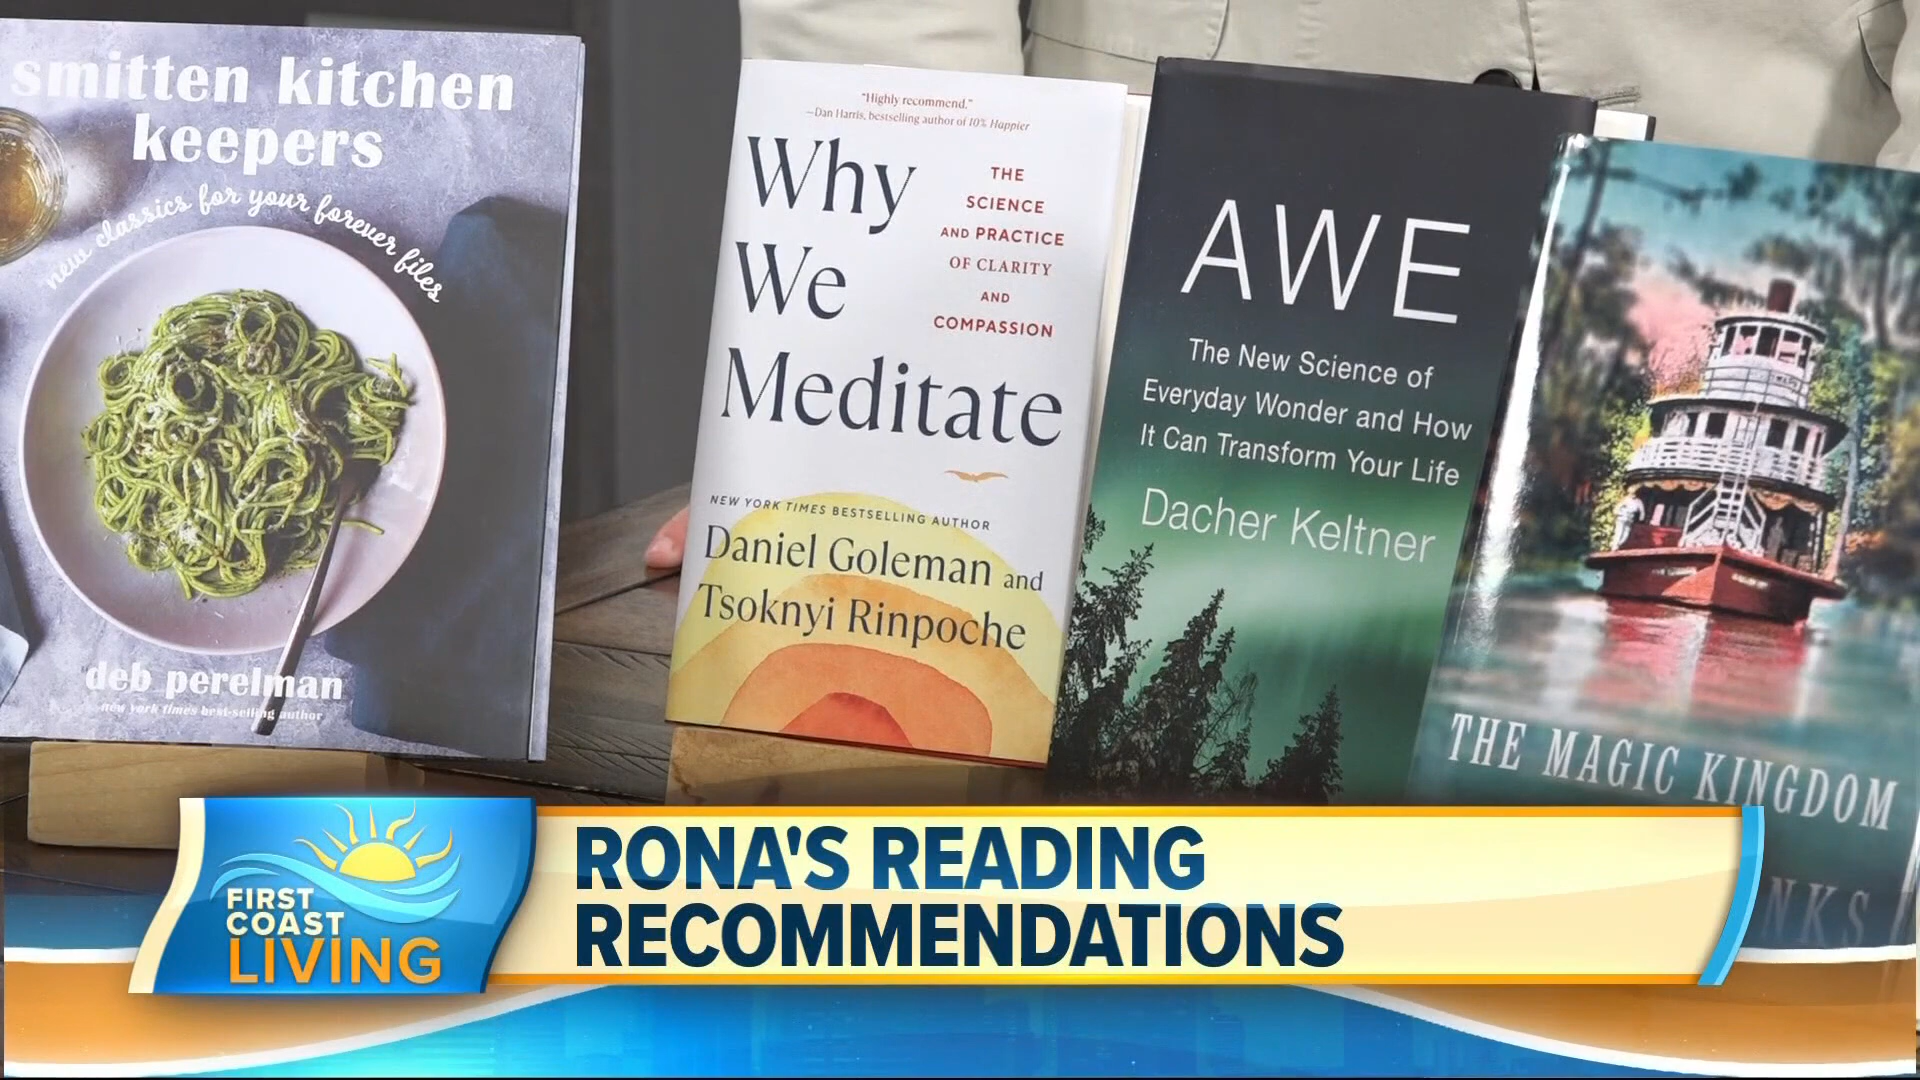 smitten kitchen
keepers
new classics for your forever files
deb perelman
new york times best-selling author
"Highly recommend."
—Dan Harris, bestselling author of 10% Happier
Why
We
Meditate
THE
SCIENCE
AND PRACTICE
OF CLARITY
AND
COMPASSION
NEW YORK TIMES BESTSELLING AUTHOR
Daniel Goleman and
Tsoknyi Rinpoche
AWE
The New Science of
Everyday Wonder and How
It Can Transform Your Life
Dacher Keltner
THE MAGIC KINGDOM
NKS
FIRST
COAST
LIVING
RONA'S READING
RECOMMENDATIONS